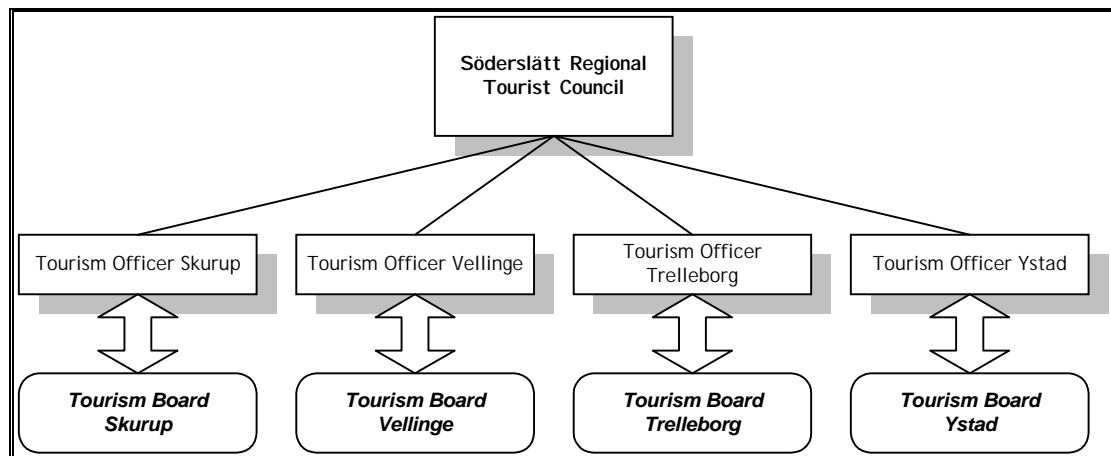 Söderslätt Regional
Tourist Council
Tourism Officer Skurup
Tourism Officer Vellinge
Tourism Officer
Trelleborg
Tourism Officer Ystad
Tourism Board
Skurup
Tourism Board
Vellinge
Tourism Board
Trelleborg
Tourism Board
Ystad